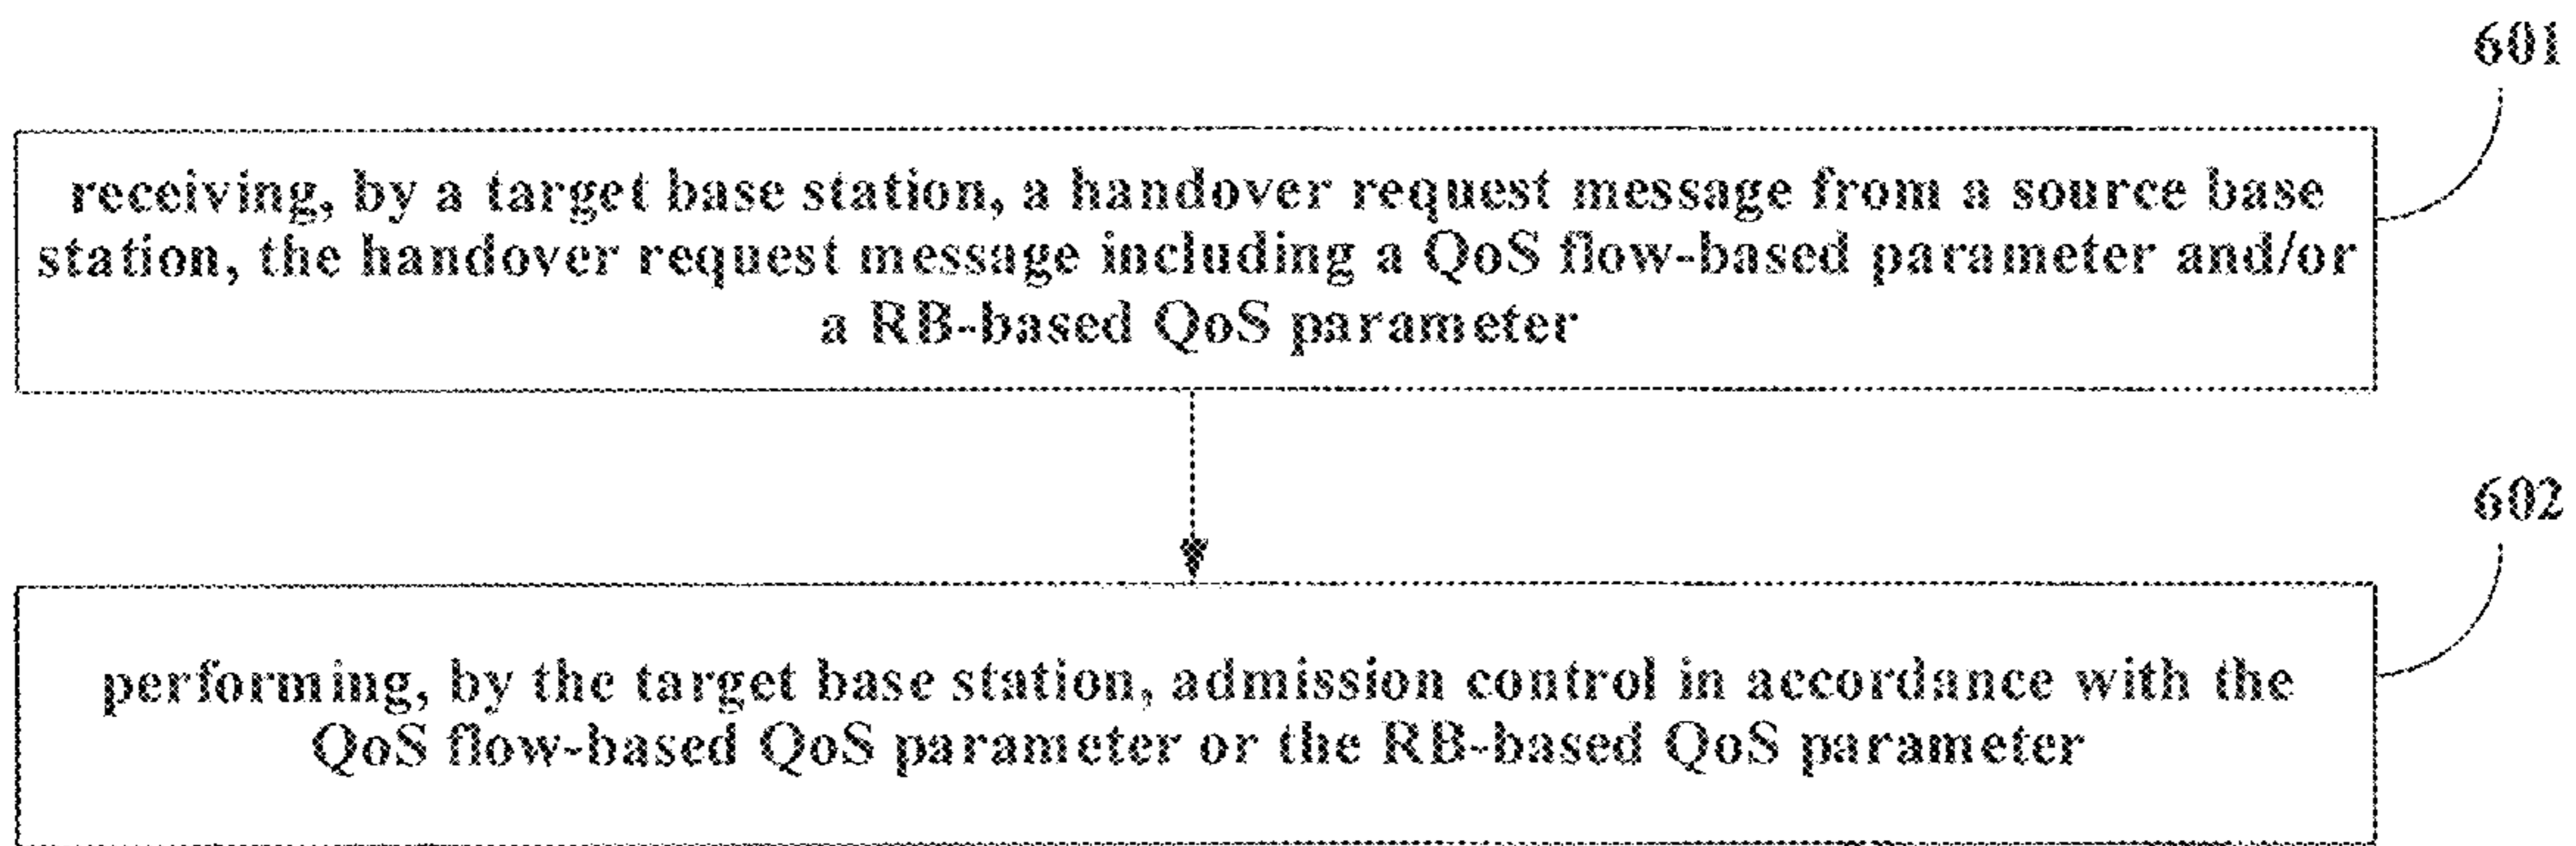 601
receiving, by a target base station, a handover request message from a source base
station, the handover request message including a QoS flow-based parameter and/or
a RB-based QoS parameter
602
performing, by the target base station, admission control in accordance with the
QoS flow-based QoS parameter or the RB-based QoS parameter